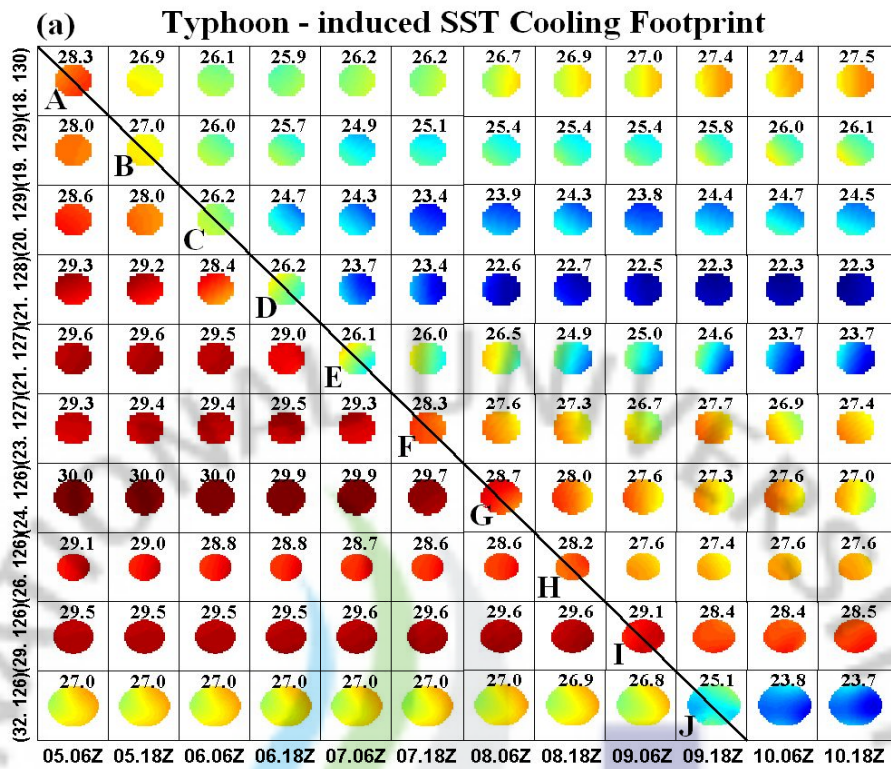 (a) Typhoon - induced SST Cooling Footprint
(18. 130) 28.3 26.9 26.1 25.9 26.2 26.2 26.7 26.9 27.0 27.4 27.4 27.5
A
(19. 129) 28.0 27.0 26.0 25.7 24.9 25.1 25.4 25.4 25.4 25.8 26.0 26.1
B
(20. 129) 28.6 28.0 26.2 24.7 24.3 23.4 23.9 24.3 23.8 24.4 24.7 24.5
C
(21. 128) 29.3 29.2 28.4 26.2 23.7 23.4 22.6 22.7 22.5 22.3 22.3 22.3
D
(21. 127) 29.6 29.6 29.5 29.0 26.1 26.0 26.5 24.9 25.0 24.6 23.7 23.7
E
(23. 127) 29.4 29.4 29.4 29.5 29.3 28.3 27.6 27.3 26.7 27.7 26.9 27.4
F
(24. 126) 30.0 30.0 30.0 29.9 29.9 29.7 28.7 28.0 27.6 27.3 27.6 27.0
G
(26. 126) 29.1 29.0 28.8 28.8 28.7 28.6 28.6 28.2 27.6 27.4 27.6 27.6
H
(29. 126) 29.5 29.5 29.5 29.5 29.6 29.6 29.6 29.6 29.1 28.4 28.4 28.5
I
(32. 126) 27.0 27.0 27.0 27.0 27.0 27.0 27.0 26.9 26.8 25.1 23.8 23.7
J
05.06Z 05.18Z 06.06Z 06.18Z 07.06Z 07.18Z 08.06Z 08.18Z 09.06Z 09.18Z 10.06Z 10.18Z
NATIONAL UNIVERSI